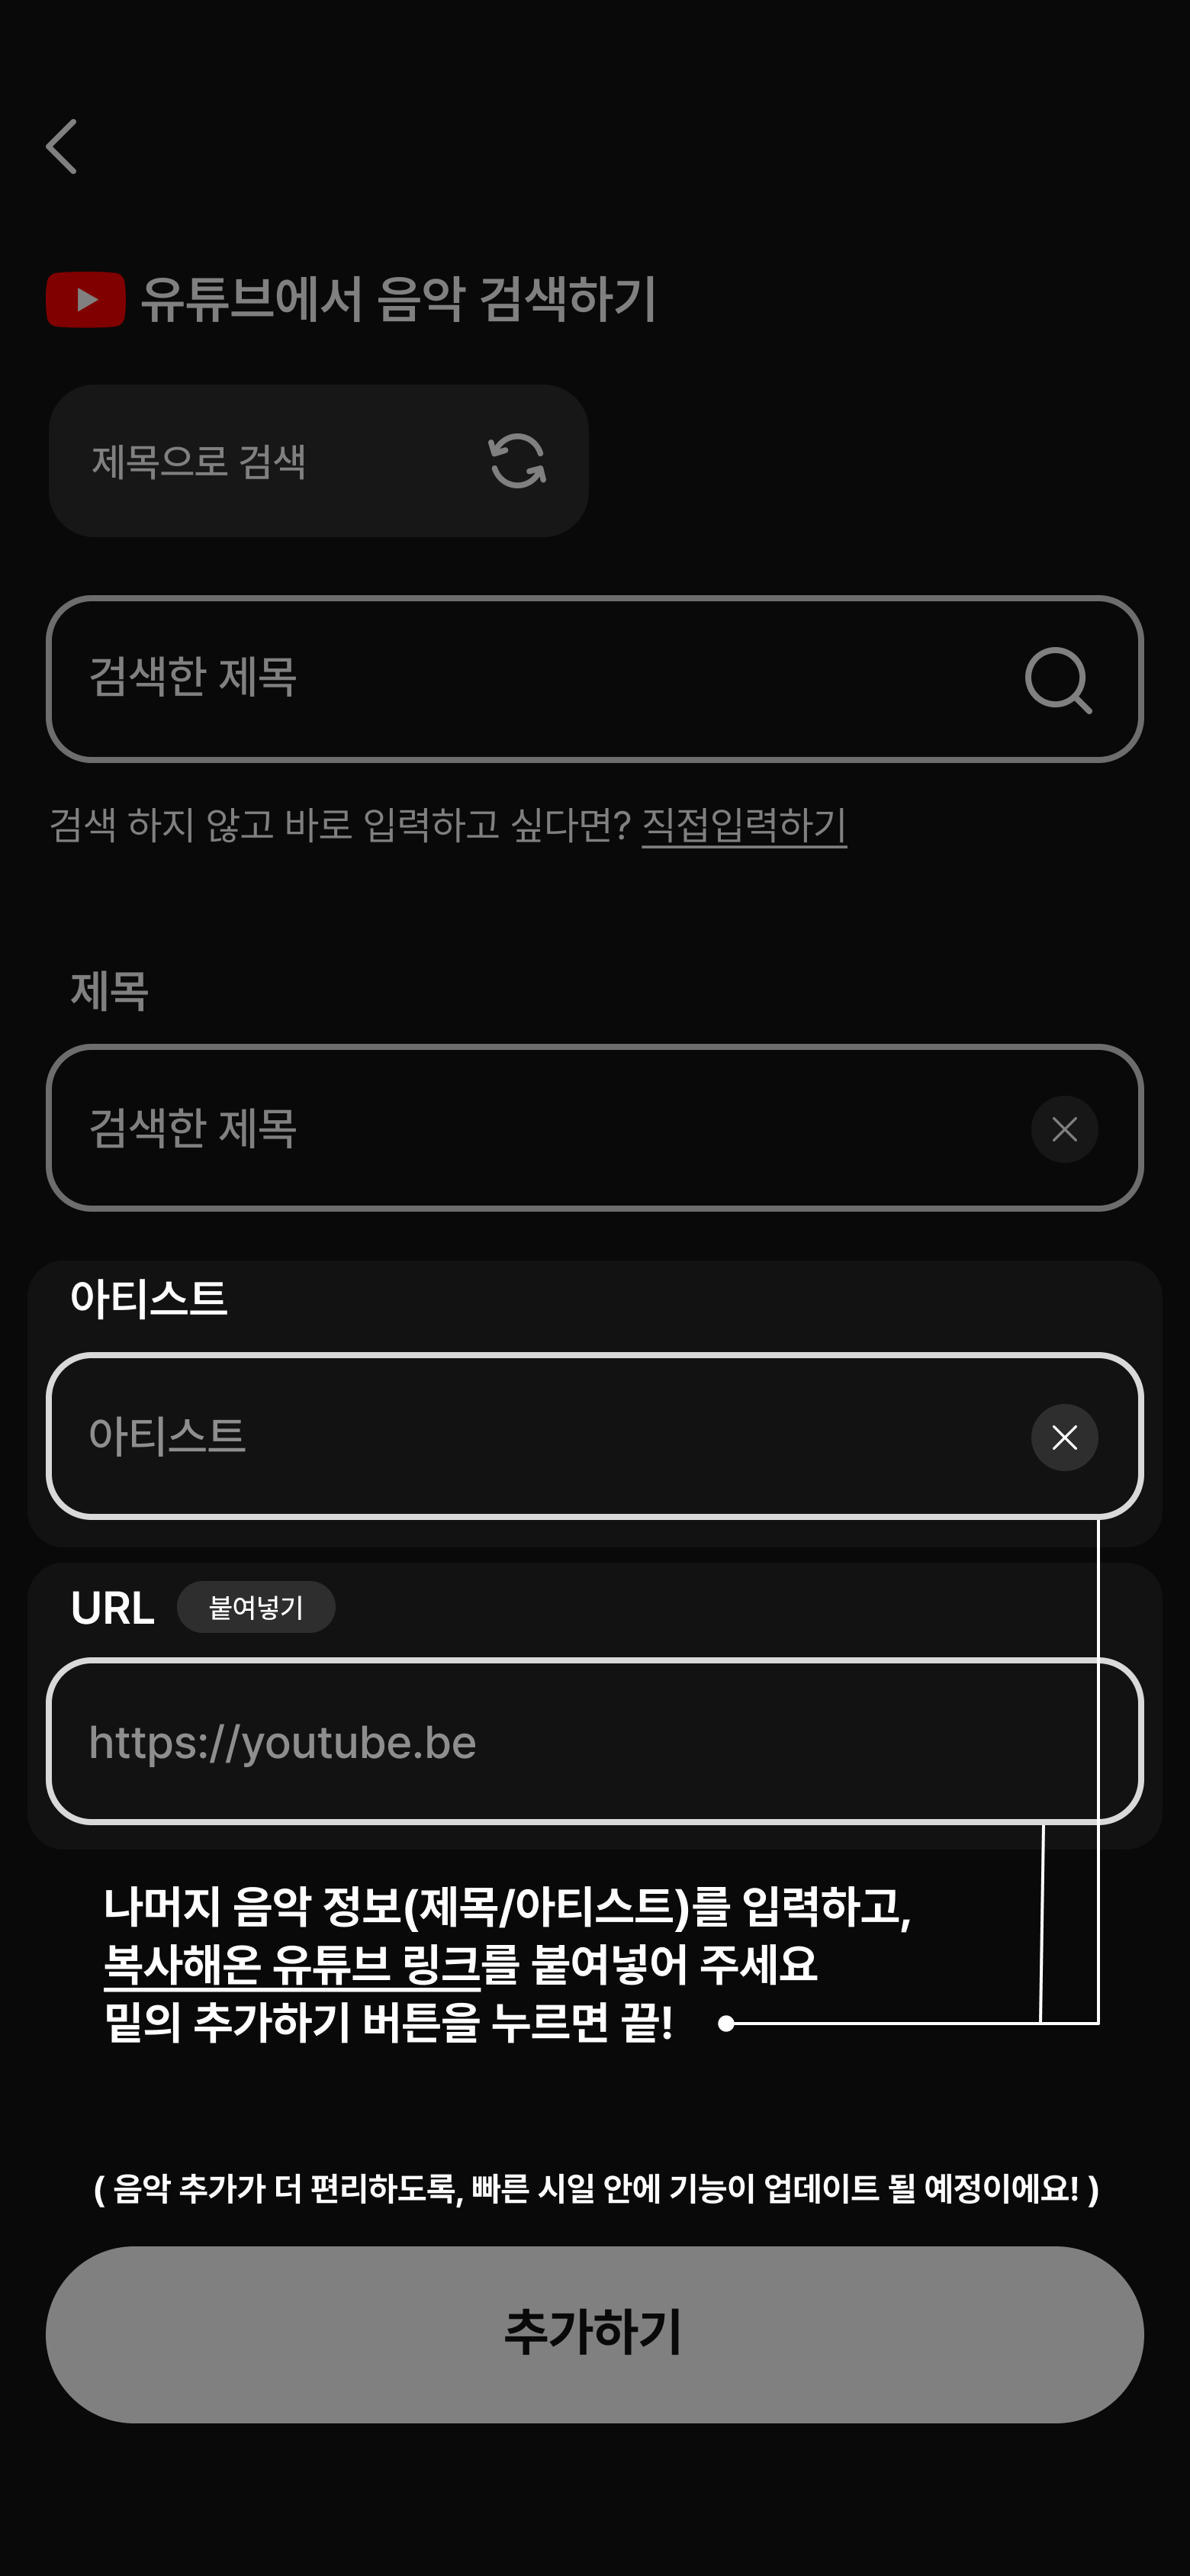 유튜브에서 음악 검색하기
제목으로 검색
검색한 제목
검색 하지 않고 바로 입력하고 싶다면? 직접입력하기
제목
검색한 제목
아티스트
아티스트
URL 붙여넣기
https://youtube.be
나머지 음악 정보(제목/아티스트)를 입력하고,
복사해온 유튜브 링크를 붙여넣어 주세요
밑의 추가하기 버튼을 누르면 끝!
( 음악 추가가 더 편리하도록, 빠른 시일 안에 기능이 업데이트 될 예정이에요! )
추가하기